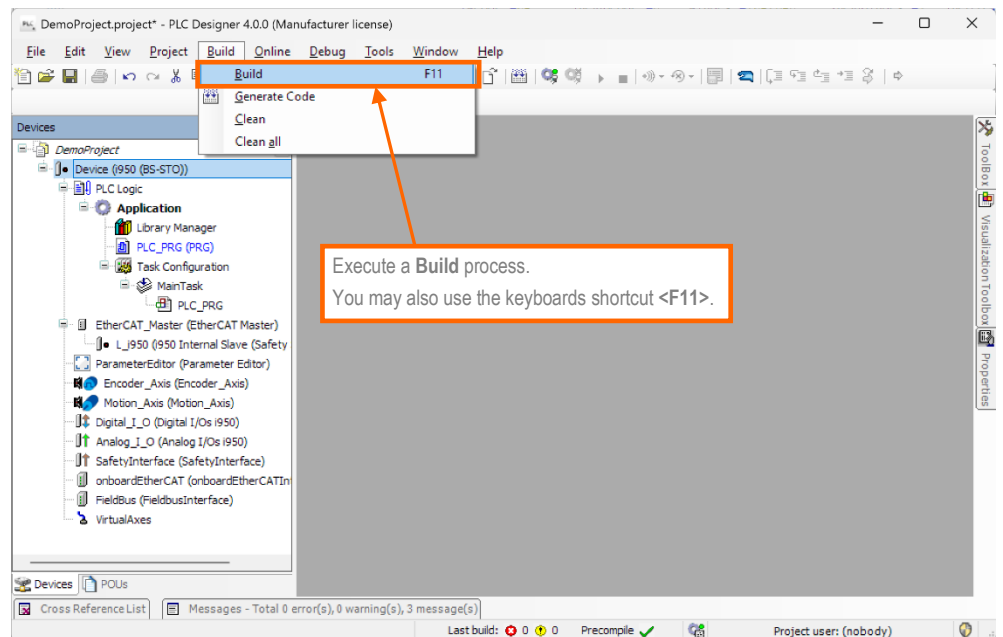 DemoProject.project* - PLC Designer 4.0.0 (Manufacturer license)
File Edit View Project Build Online Debug Tools Window Help
Build F11
Generate Code
Clean
Clean all
Devices
DemoProject
Device (i950 (BS-STO))
PLC Logic
Application
Library Manager
PLC_PRG (PRG)
Task Configuration
MainTask
PLC_PRG
EtherCAT_Master (EtherCAT Master)
L_i950 (i950 Internal Slave (Safety
ParameterEditor (Parameter Editor)
Encoder_Axis (Encoder_Axis)
Motion_Axis (Motion_Axis)
Digital_I_O (Digital I/Os i950)
Analog_I_O (Analog I/Os i950)
SafetyInterface (SafetyInterface)
onboardEtherCAT (onboardEtherCATIn
FieldBus (FieldbusInterface)
VirtualAxes
Execute a Build process.
You may also use the keyboards shortcut <F11>.
ToolBox
Visualization Toolbox
Properties
Devices POUs
Cross Reference List Messages - Total 0 error(s), 0 warning(s), 3 message(s)
Last build: 0 0 Precompile Project user: (nobody)